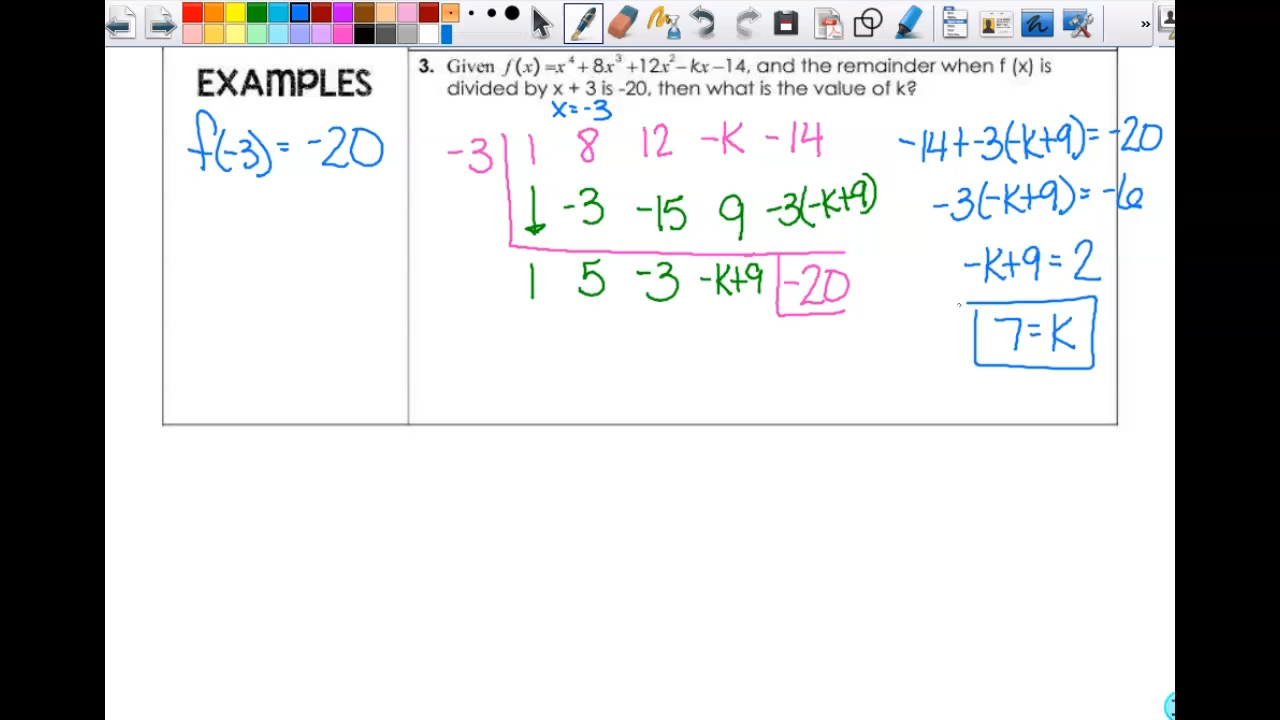 EXAMPLES
f(-3) = -20
3. Given f(x) =x⁴ + 8x³ +12x² – kx –14, and the remainder when f (x) is
divided by x + 3 is -20, then what is the value of k?
x = -3
-3 1 8 12 -K -14
-3 -15 9 -3(-K+9)
1 5 -3 -K+9 -20
-14 + -3(-K+9) = -20
-3(-K+9) = -6
-K+9 = 2
7 = K